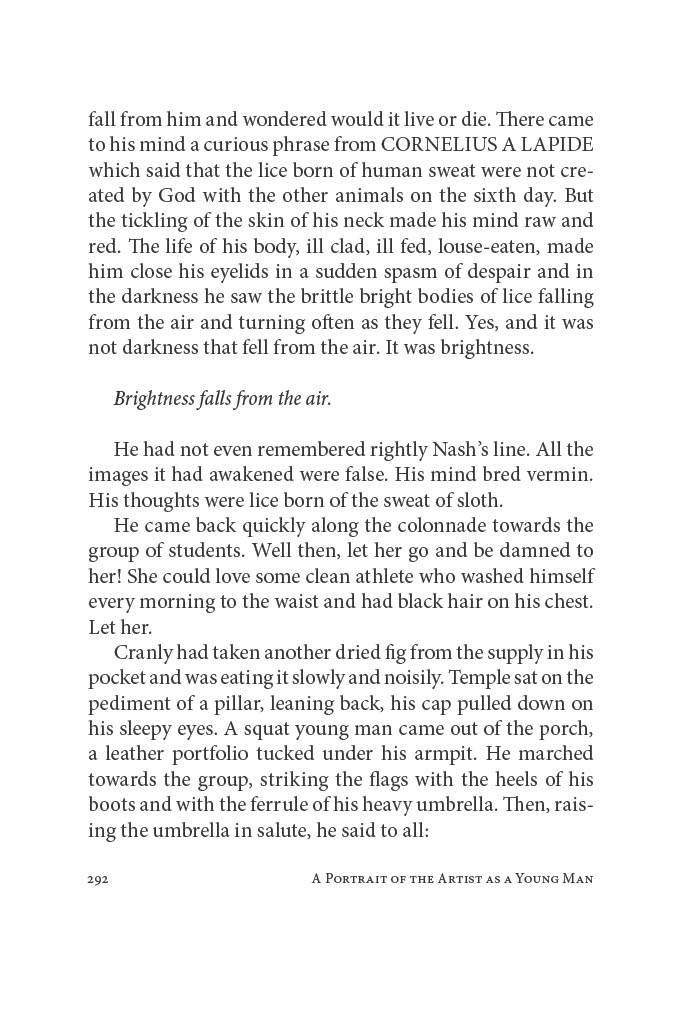 fall from him and wondered would it live or die. There came
to his mind a curious phrase from CORNELIUS A LAPIDE
which said that the lice born of human sweat were not cre-
ated by God with the other animals on the sixth day. But
the tickling of the skin of his neck made his mind raw and
red. The life of his body, ill clad, ill fed, louse-eaten, made
him close his eyelids in a sudden spasm of despair and in
the darkness he saw the brittle bright bodies of lice falling
from the air and turning often as they fell. Yes, and it was
not darkness that fell from the air. It was brightness.
Brightness falls from the air.
He had not even remembered rightly Nash’s line. All the
images it had awakened were false. His mind bred vermin.
His thoughts were lice born of the sweat of sloth.
He came back quickly along the colonnade towards the
group of students. Well then, let her go and be damned to
her! She could love some clean athlete who washed himself
every morning to the waist and had black hair on his chest.
Let her.
Cranly had taken another dried fig from the supply in his
pocket and was eating it slowly and noisily. Temple sat on the
pediment of a pillar, leaning back, his cap pulled down on
his sleepy eyes. A squat young man came out of the porch,
a leather portfolio tucked under his armpit. He marched
towards the group, striking the flags with the heels of his
boots and with the ferrule of his heavy umbrella. Then, rais-
ing the umbrella in salute, he said to all:
292 A Portrait of the Artist as a Young Man